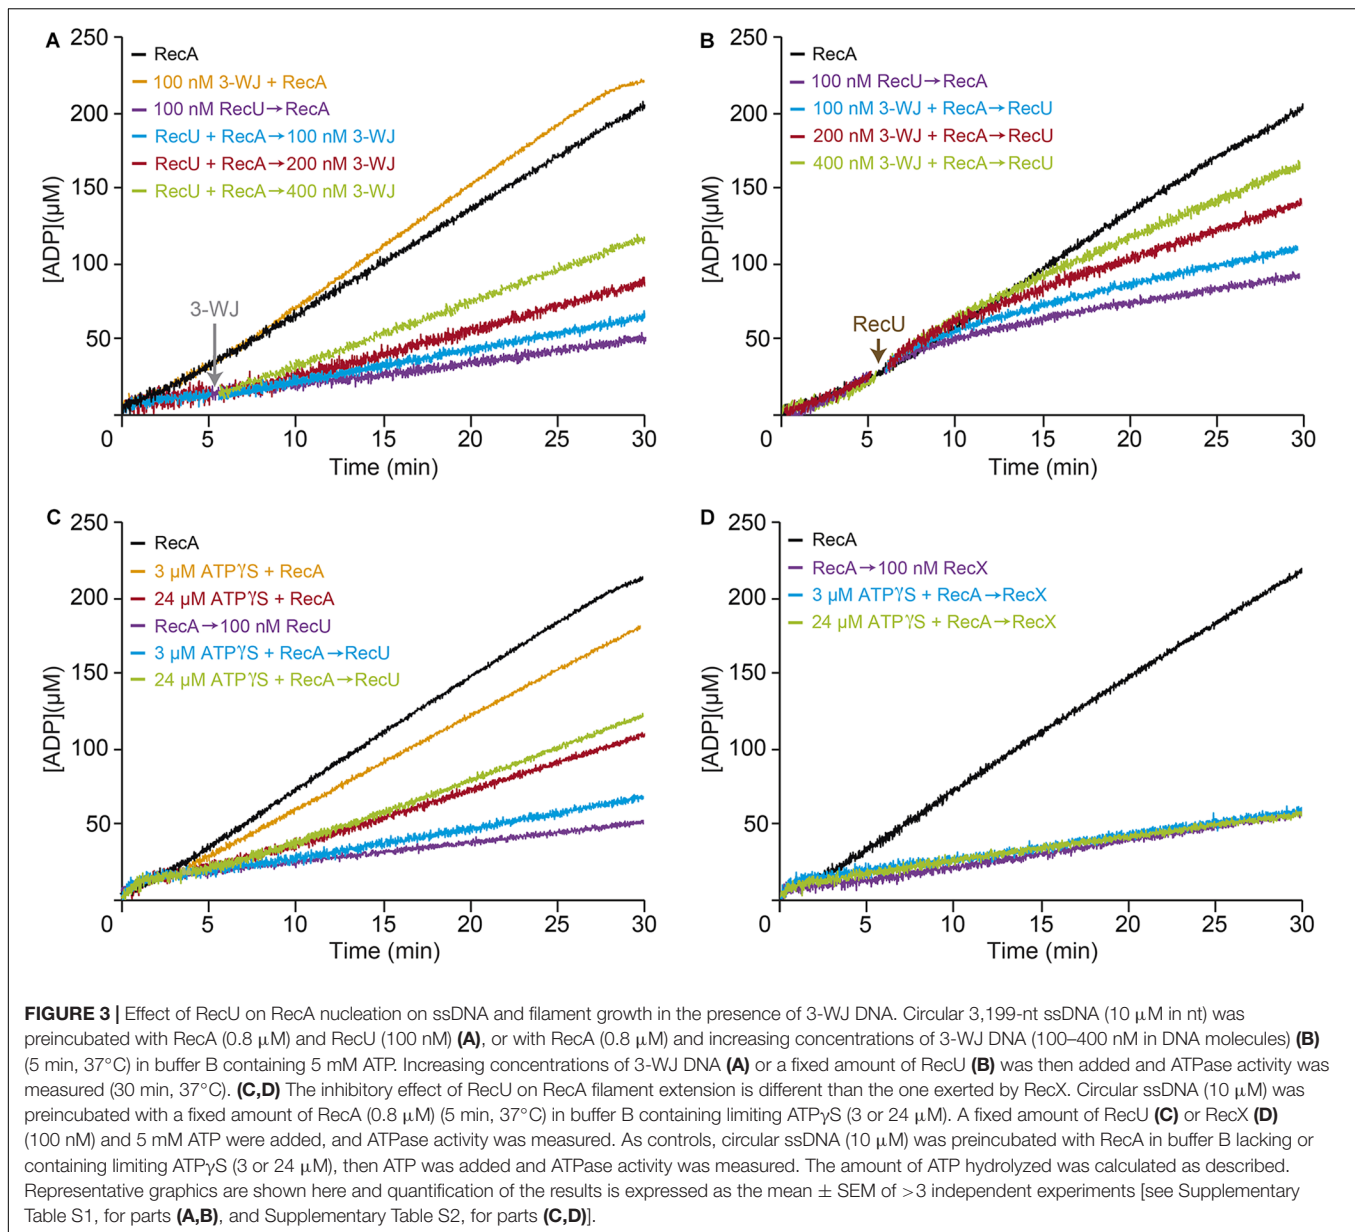 A
250
200
150
100
50
0
5
10
15
20
25
30
[ADP](µM)
Time (min)
RecA
100 nM 3-WJ + RecA
100 nM RecU→RecA
RecU + RecA→100 nM 3-WJ
RecU + RecA→200 nM 3-WJ
RecU + RecA→400 nM 3-WJ
3-WJ
B
250
200
150
100
50
0
5
10
15
20
25
30
[ADP](µM)
Time (min)
RecA
100 nM RecU→RecA
100 nM 3-WJ + RecA→RecU
200 nM 3-WJ + RecA→RecU
400 nM 3-WJ + RecA→RecU
RecU
C
250
200
150
100
50
0
5
10
15
20
25
30
[ADP](µM)
Time (min)
RecA
3 µM ATPγS + RecA
24 µM ATPγS + RecA
RecA→100 nM RecU
3 µM ATPγS + RecA→RecU
24 µM ATPγS + RecA→RecU
D
250
200
150
100
50
0
5
10
15
20
25
30
[ADP](µM)
Time (min)
RecA
RecA→100 nM RecX
3 µM ATPγS + RecA→RecX
24 µM ATPγS + RecA→RecX
FIGURE 3 | Effect of RecU on RecA nucleation on ssDNA and filament growth in the presence of 3-WJ DNA. Circular 3,199-nt ssDNA (10 µM in nt) was
preincubated with RecA (0.8 µM) and RecU (100 nM) (A), or with RecA (0.8 µM) and increasing concentrations of 3-WJ DNA (100–400 nM in DNA molecules) (B)
(5 min, 37°C) in buffer B containing 5 mM ATP. Increasing concentrations of 3-WJ DNA (A) or a fixed amount of RecU (B) was then added and ATPase activity was
measured (30 min, 37°C). (C,D) The inhibitory effect of RecU on RecA filament extension is different than the one exerted by RecX. Circular ssDNA (10 µM) was
preincubated with a fixed amount of RecA (0.8 µM) (5 min, 37°C) in buffer B containing limiting ATPγS (3 or 24 µM). A fixed amount of RecU (C) or RecX (D)
(100 nM) and 5 mM ATP were added, and ATPase activity was measured. As controls, circular ssDNA (10 µM) was preincubated with RecA in buffer B lacking or
containing limiting ATPγS (3 or 24 µM), then ATP was added and ATPase activity was measured. The amount of ATP hydrolyzed was calculated as described.
Representative graphics are shown here and quantification of the results is expressed as the mean ± SEM of >3 independent experiments [see Supplementary
Table S1, for parts (A,B), and Supplementary Table S2, for parts (C,D)].